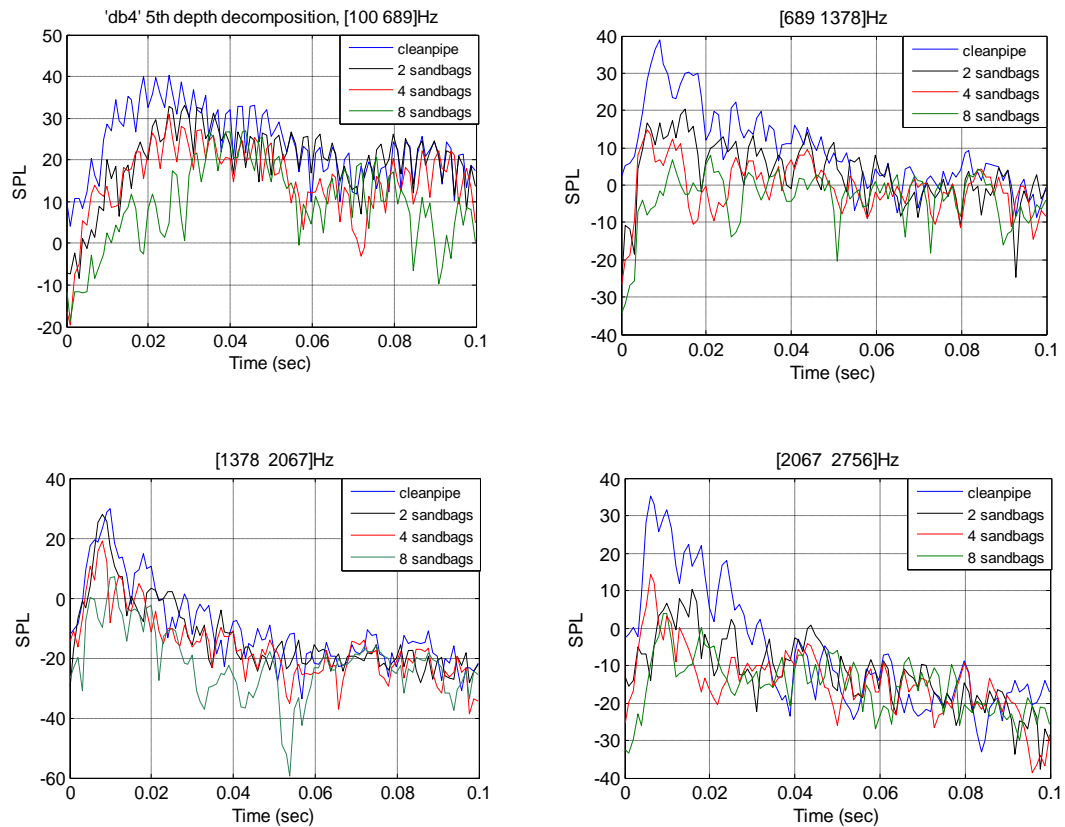 'db4' 5th depth decomposition, [100 689]Hz
50
40
30
20
10
0
-10
-20
SPL
cleanpipe
2 sandbags
4 sandbags
8 sandbags
0 0.02 0.04 0.06 0.08 0.1
Time (sec)
[689 1378]Hz
40
30
20
10
0
-10
-20
-30
-40
SPL
cleanpipe
2 sandbags
4 sandbags
8 sandbags
0 0.02 0.04 0.06 0.08 0.1
Time (sec)
[1378 2067]Hz
40
20
0
-20
-40
-60
SPL
cleanpipe
2 sandbags
4 sandbags
8 sandbags
0 0.02 0.04 0.06 0.08 0.1
Time (sec)
[2067 2756]Hz
40
30
20
10
0
-10
-20
-30
-40
SPL
cleanpipe
2 sandbags
4 sandbags
8 sandbags
0 0.02 0.04 0.06 0.08 0.1
Time (sec)